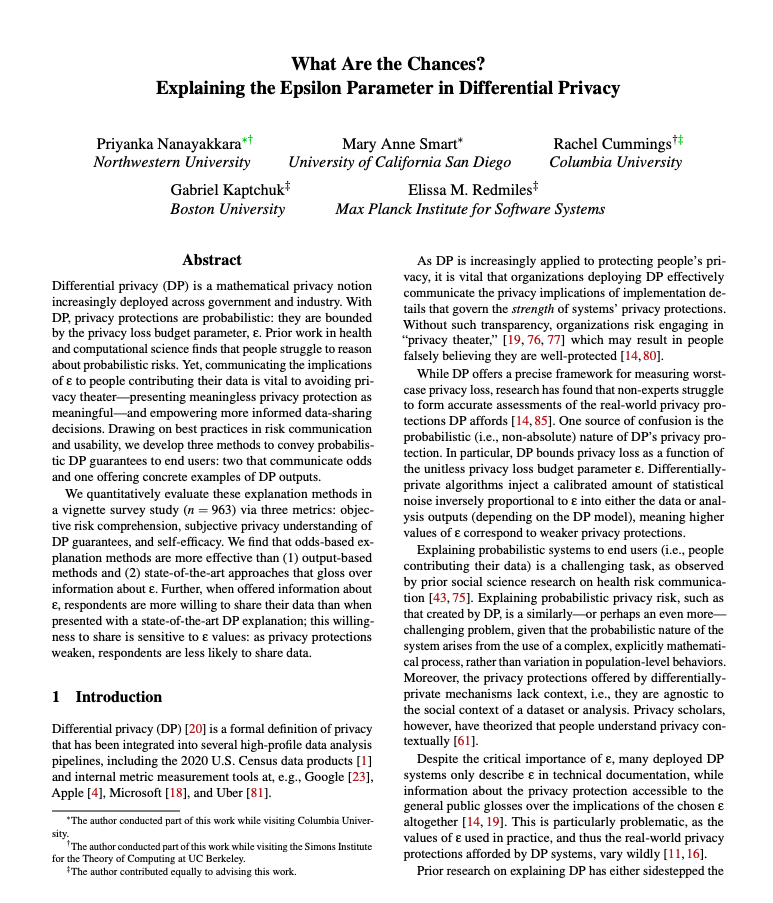 What Are the Chances?
Explaining the Epsilon Parameter in Differential Privacy
Priyanka Nanayakkara*†
Northwestern University
Mary Anne Smart*
University of California San Diego
Rachel Cummings†‡
Columbia University
Gabriel Kaptchuk‡
Boston University
Elissa M. Redmiles‡
Max Planck Institute for Software Systems
Abstract
Differential privacy (DP) is a mathematical privacy notion
increasingly deployed across government and industry. With
DP, privacy protections are probabilistic: they are bounded
by the privacy loss budget parameter, ε. Prior work in health
and computational science finds that people struggle to reason
about probabilistic risks. Yet, communicating the implications
of ε to people contributing their data is vital to avoiding pri-
vacy theater—presenting meaningless privacy protection as
meaningful—and empowering more informed data-sharing
decisions. Drawing on best practices in risk communication
and usability, we develop three methods to convey probabilis-
tic DP guarantees to end users: two that communicate odds
and one offering concrete examples of DP outputs.
We quantitatively evaluate these explanation methods in
a vignette survey study (n = 963) via three metrics: objec-
tive risk comprehension, subjective privacy understanding of
DP guarantees, and self-efficacy. We find that odds-based ex-
planation methods are more effective than (1) output-based
methods and (2) state-of-the-art approaches that gloss over
information about ε. Further, when offered information about
ε, respondents are more willing to share their data than when
presented with a state-of-the-art DP explanation; this willing-
ness to share is sensitive to ε values: as privacy protections
weaken, respondents are less likely to share data.
1 Introduction
Differential privacy (DP) [20] is a formal definition of privacy
that has been integrated into several high-profile data analysis
pipelines, including the 2020 U.S. Census data products [1]
and internal metric measurement tools at, e.g., Google [23],
Apple [4], Microsoft [18], and Uber [81].
*The author conducted part of this work while visiting Columbia Univer-
sity.
†The author conducted part of this work while visiting the Simons Institute
for the Theory of Computing at UC Berkeley.
‡The author contributed equally to advising this work.
As DP is increasingly applied to protecting people's pri-
vacy, it is vital that organizations deploying DP effectively
communicate the privacy implications of implementation de-
tails that govern the strength of systems' privacy protections.
Without such transparency, organizations risk engaging in
"privacy theater," [19, 76, 77] which may result in people
falsely believing they are well-protected [14, 80].
While DP offers a precise framework for measuring worst-
case privacy loss, research has found that non-experts struggle
to form accurate assessments of the real-world privacy pro-
tections DP affords [14, 85]. One source of confusion is the
probabilistic (i.e., non-absolute) nature of DP's privacy pro-
tection. In particular, DP bounds privacy loss as a function of
the unitless privacy loss budget parameter ε. Differentially-
private algorithms inject a calibrated amount of statistical
noise inversely proportional to ε into either the data or anal-
ysis outputs (depending on the DP model), meaning higher
values of ε correspond to weaker privacy protections.
Explaining probabilistic systems to end users (i.e., people
contributing their data) is a challenging task, as observed
by prior social science research on health risk communica-
tion [43, 75]. Explaining probabilistic privacy risk, such as
that created by DP, is a similarly—or perhaps an even more—
challenging problem, given that the probabilistic nature of the
system arises from the use of a complex, explicitly mathemati-
cal process, rather than variation in population-level behaviors.
Moreover, the privacy protections offered by differentially-
private mechanisms lack context, i.e., they are agnostic to
the social context of a dataset or analysis. Privacy scholars,
however, have theorized that people understand privacy con-
textually [61].
Despite the critical importance of ε, many deployed DP
systems only describe ε in technical documentation, while
information about the privacy protection accessible to the
general public glosses over the implications of the chosen ε
altogether [14, 19]. This is particularly problematic, as the
values of ε used in practice, and thus the real-world privacy
protections afforded by DP systems, vary wildly [11, 16].
Prior research on explaining DP has either sidestepped the